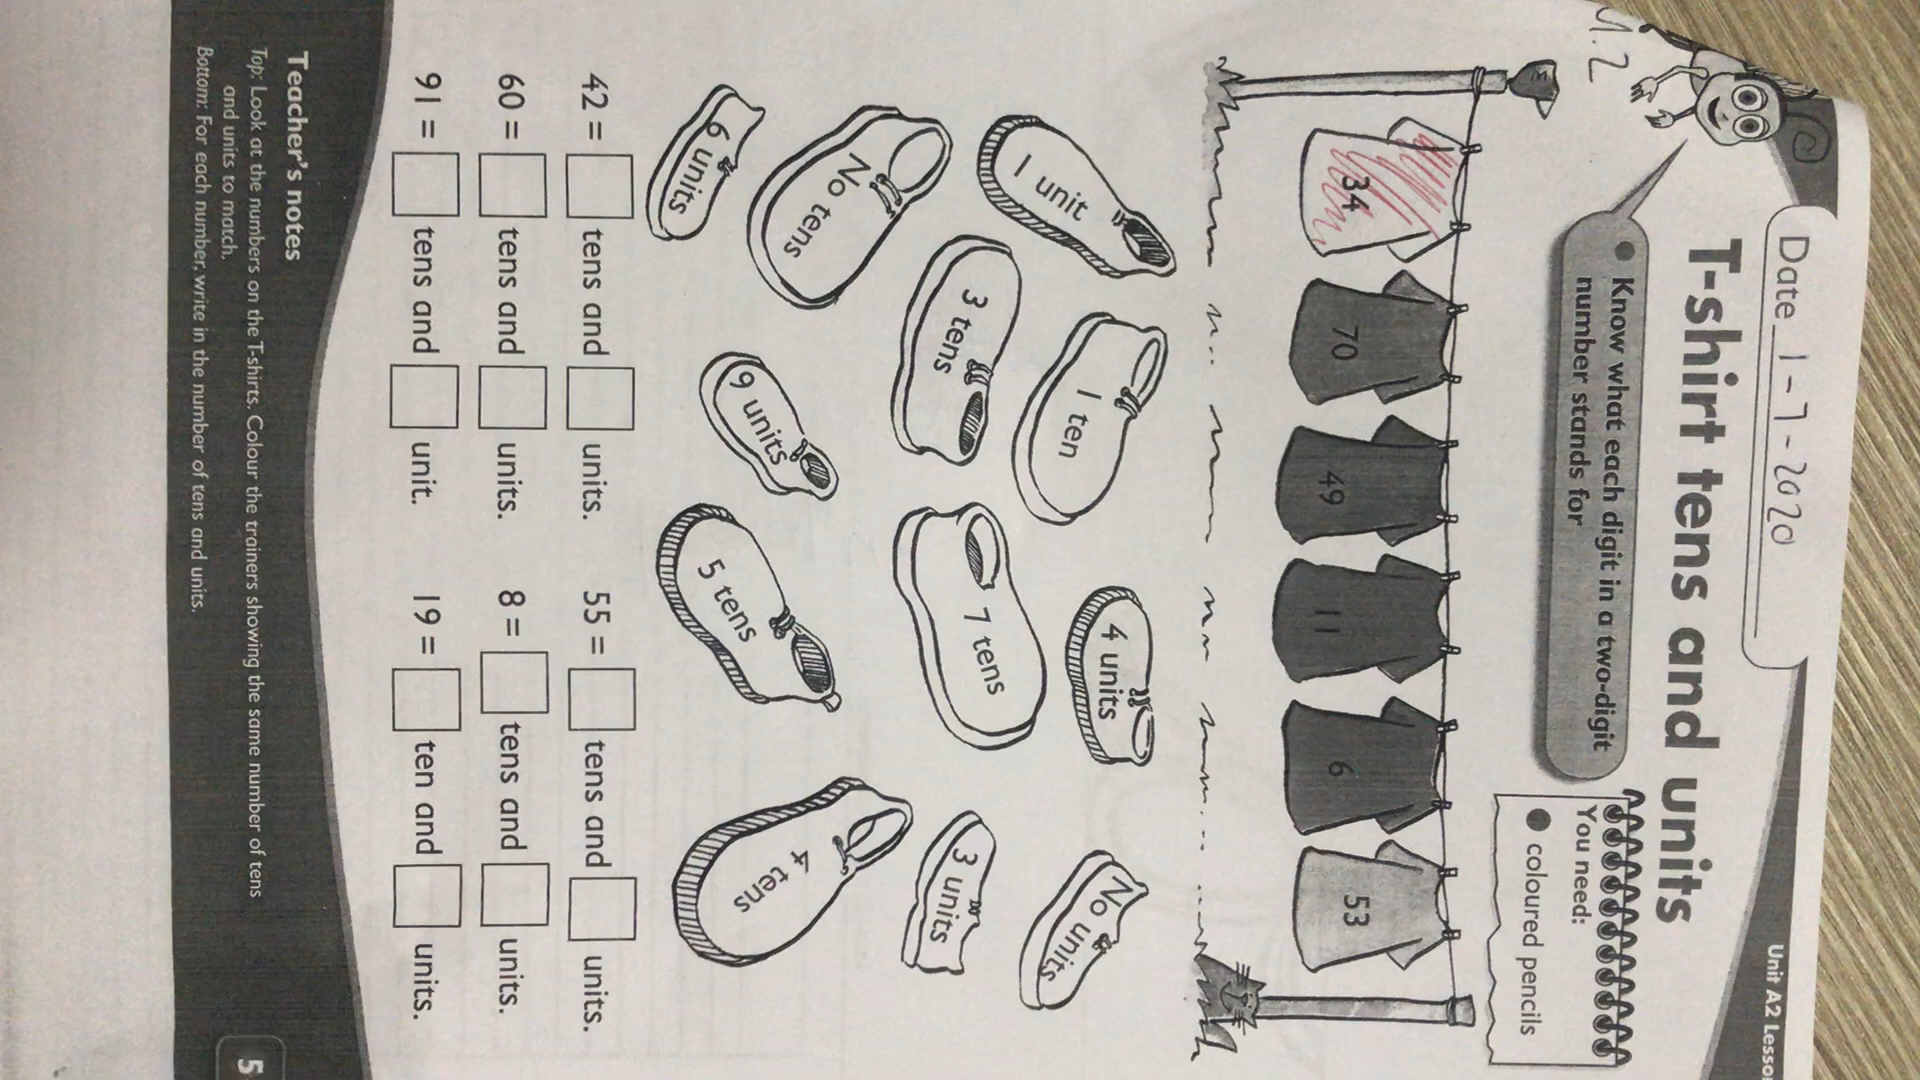 Unit A2 Lesson
Date 1-7-2020
T-shirt tens and units
Know what each digit in a two-digit
number stands for
You need:
coloured pencils
34 70 49 11 6 53
1 unit
1 ten
4 units
No units
No tens
3 tens
7 tens
3 units
6 units
9 units
5 tens
4 tens
42 = tens and units.
55 = tens and units.
60 = tens and units.
8 = tens and units.
91 = tens and unit.
19 = ten and units.
Teacher's notes
Top: Look at the numbers on the T-shirts. Colour the trainers showing the same number of tens
and units to match.
Bottom: For each number, write in the number of tens and units.
5